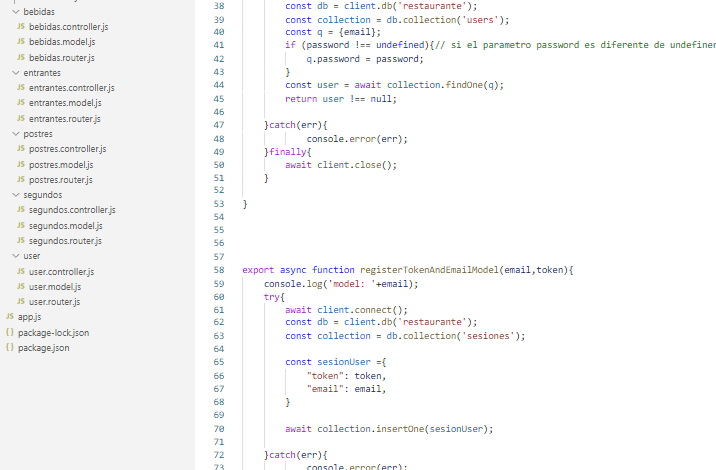 bebidas
JS bebidas.controller.js
JS bebidas.model.js
JS bebidas.router.js
entrantes
JS entrantes.controller.js
JS entrantes.model.js
JS entrantes.router.js
postres
JS postres.controller.js
JS postres.model.js
JS postres.router.js
segundos
JS segundos.controller.js
JS segundos.model.js
JS segundos.router.js
user
JS user.controller.js
JS user.model.js
JS user.router.js
JS app.js
{ } package-lock.json
{ } package.json
38 const db = client.db('restaurante');
39 const collection = db.collection('users');
40 const q = {email};
41 if (password !== undefined){// si el parametro password es diferente de undefiner
42 q.password = password;
43 }
44 const user = await collection.findOne(q);
45 return user !== null;
46
47 }catch(err){
48 console.error(err);
49 }finally{
50 await client.close();
51 }
52
53 }
54
55
56
57
58 export async function registerTokenAndEmailModel(email,token){
59 console.log('model: '+email);
60 try{
61 await client.connect();
62 const db = client.db('restaurante');
63 const collection = db.collection('sesiones');
64
65 const sesionUser ={
66 "token": token,
67 "email": email,
68 }
69
70 await collection.insertOne(sesionUser);
71
72 }catch(err){
73 console.error(err);